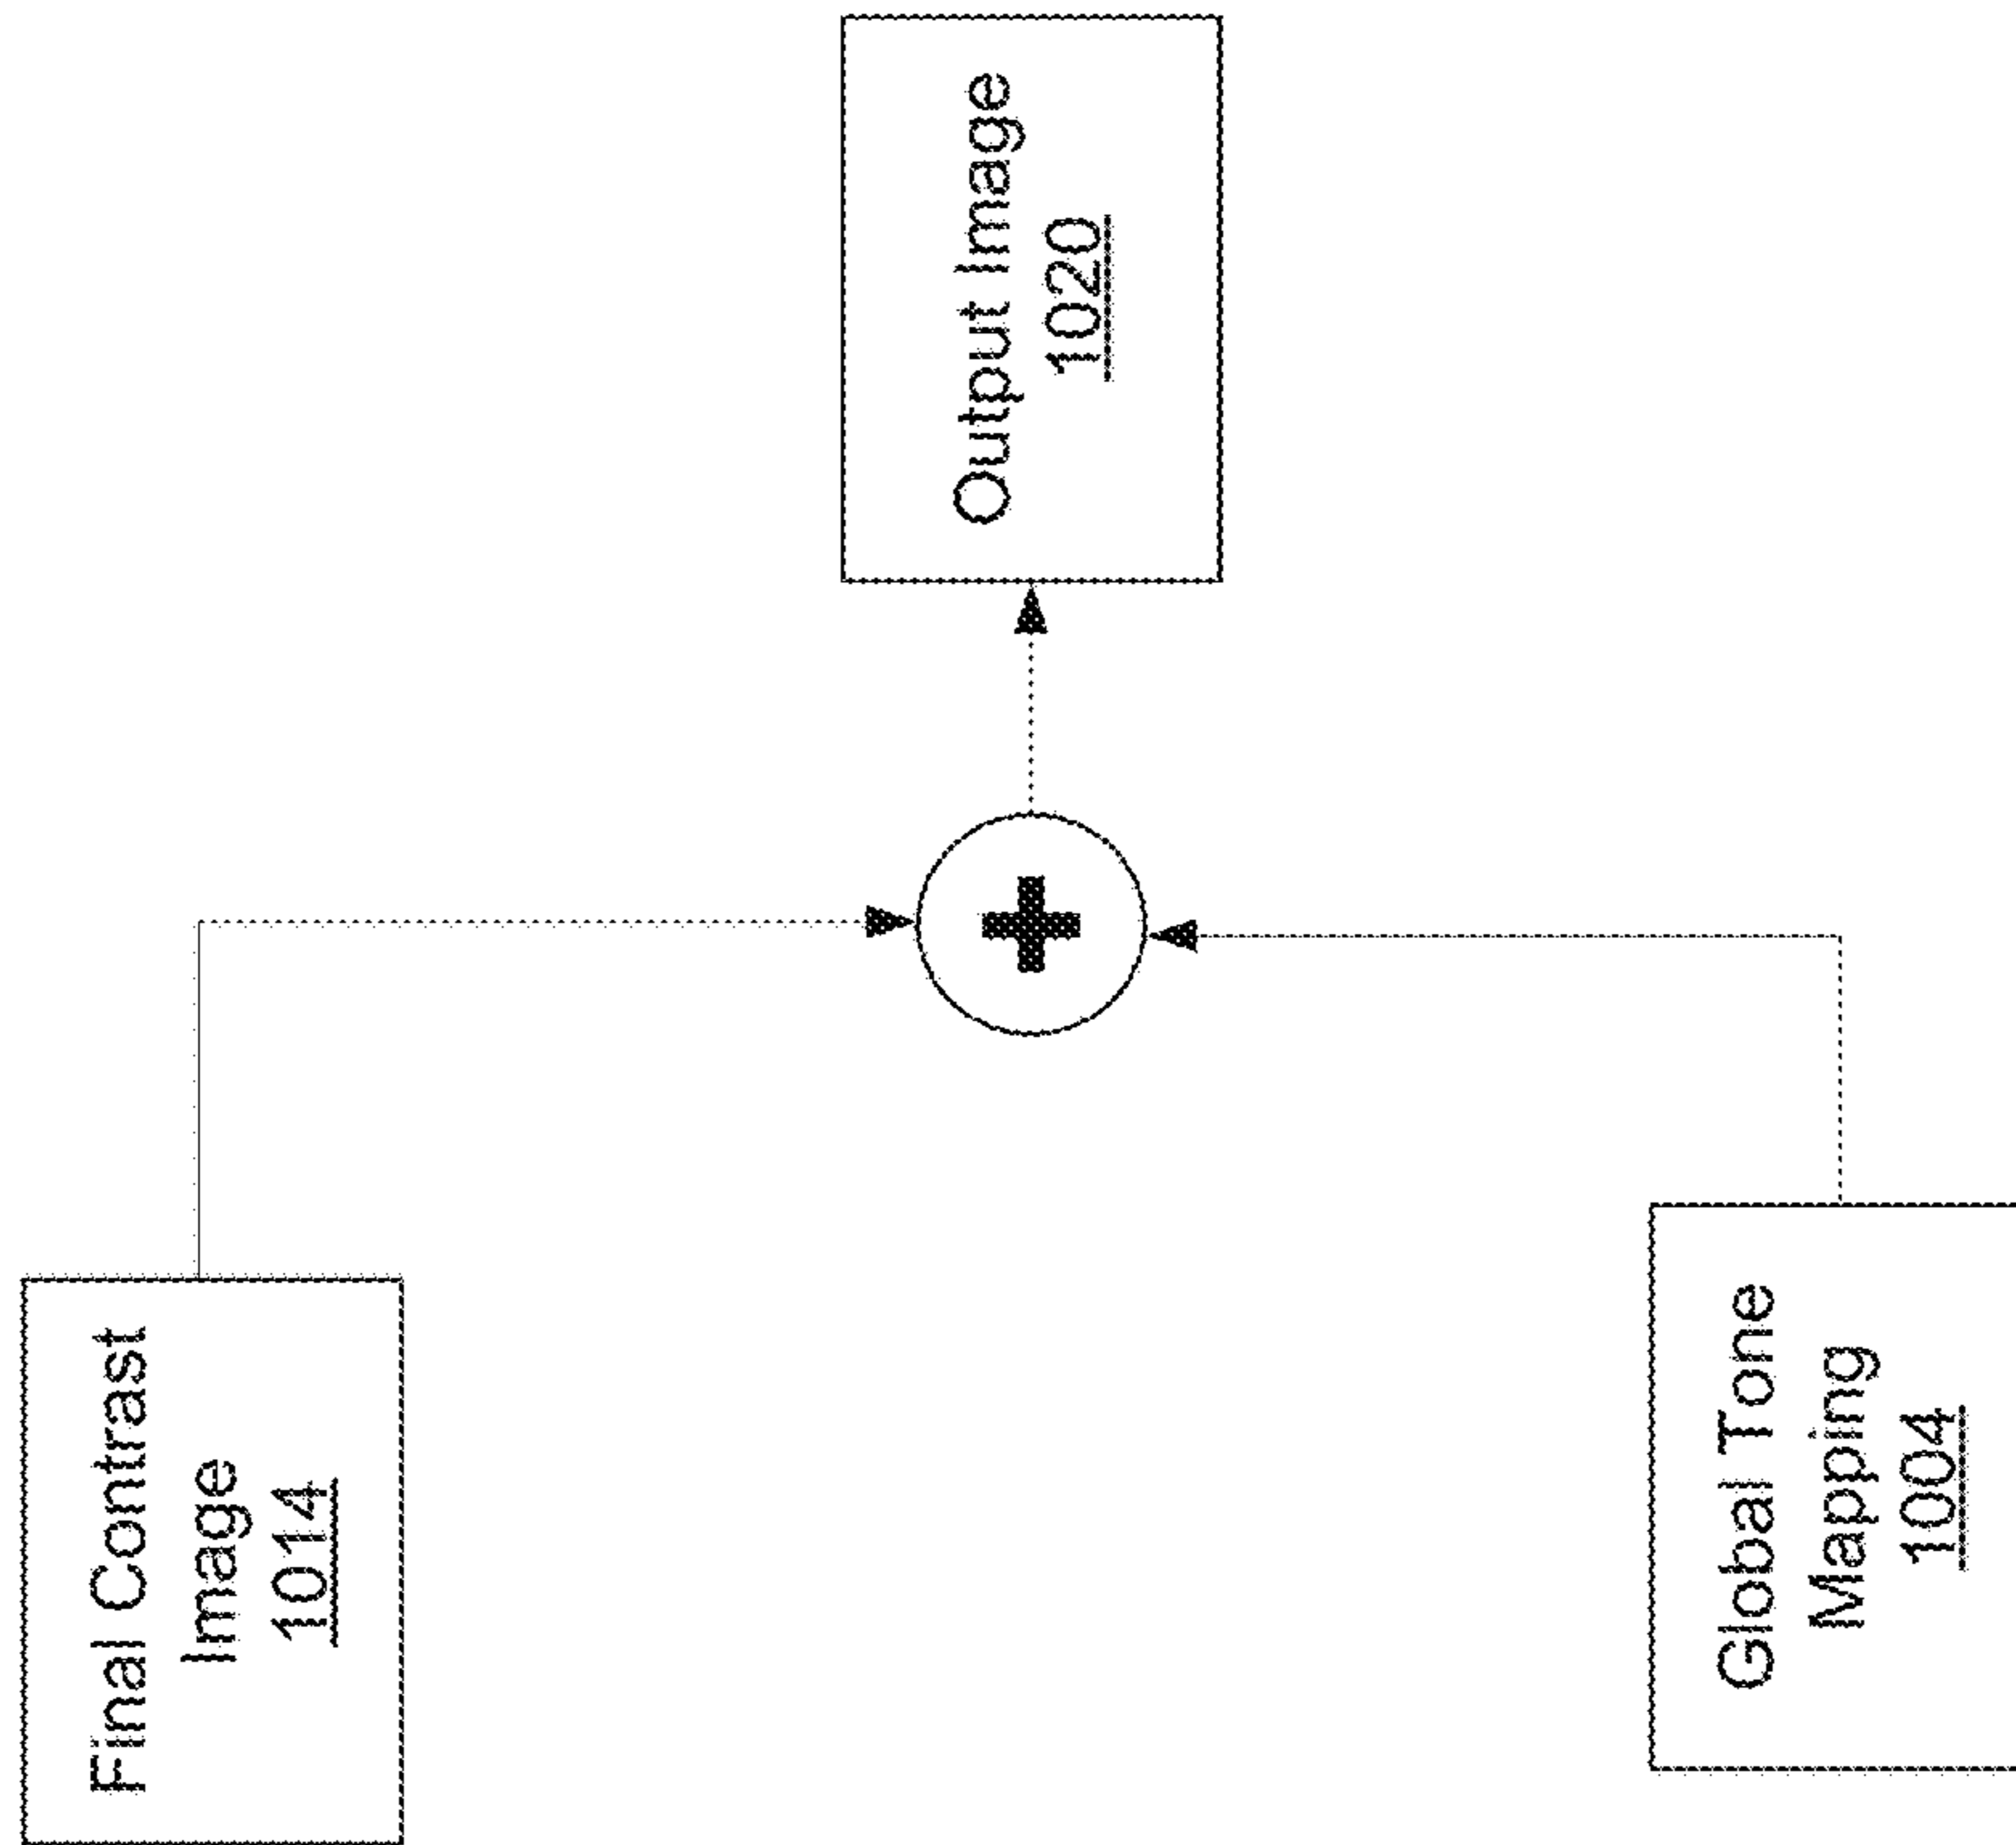 Final Contrast
Image
1014
Global Tone
Mapping
1004
Output Image
1020